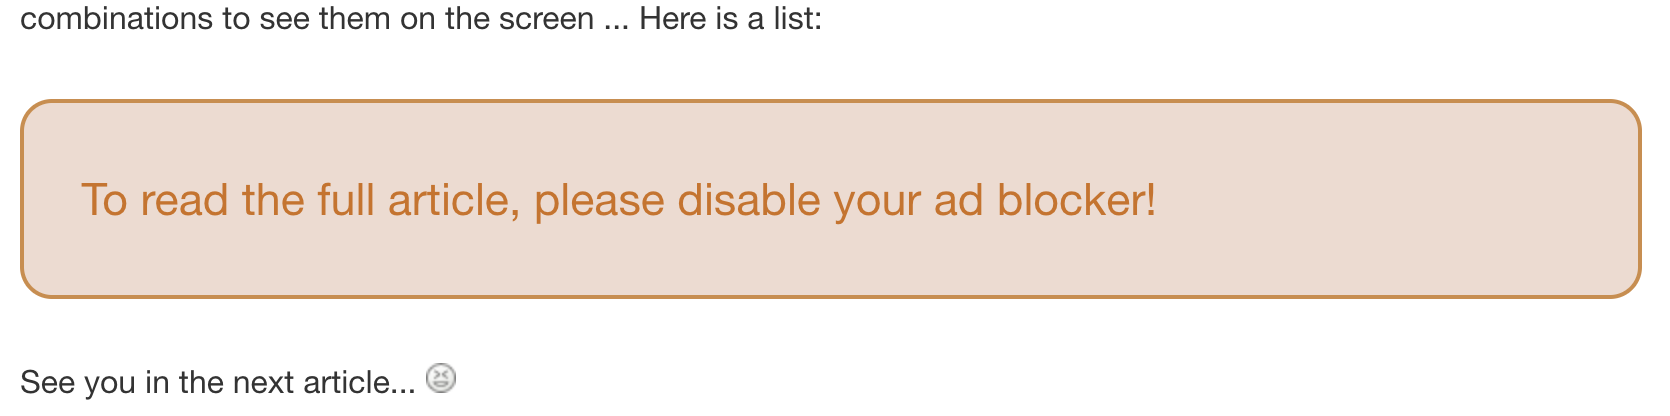 combinations to see them on the screen ... Here is a list:
To read the full article, please disable your ad blocker!
See you in the next article... 😆